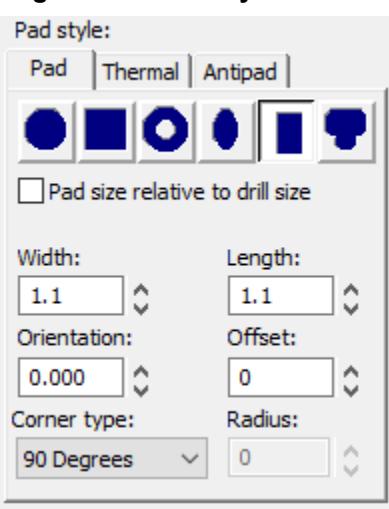 Pad style:
Pad Thermal Antipad
Pad size relative to drill size
Width: Length:
1.1 1.1
Orientation: Offset:
0.000 0
Corner type: Radius:
90 Degrees 0